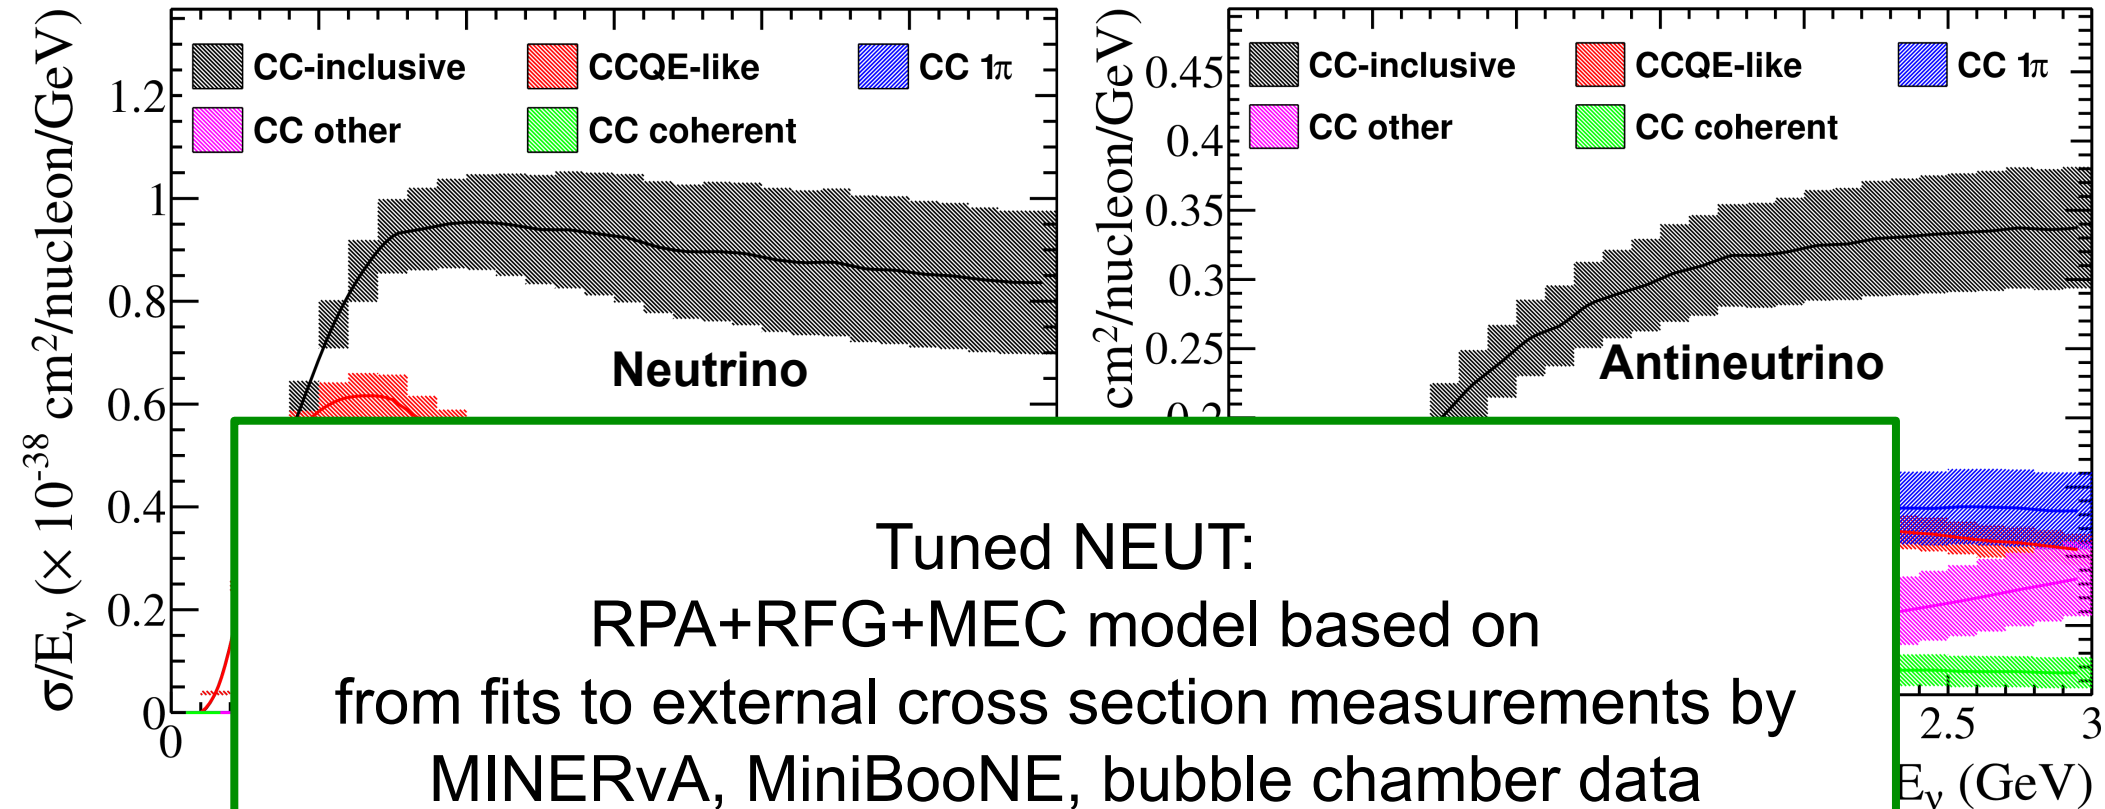 σ/Eν (× 10⁻³⁸ cm²/nucleon/GeV)
CC-inclusive
CCQE-like
CC 1π
CC other
CC coherent
1.2
1
0.8
0.6
0.4
0.2
0
0
Neutrino
cm²/nucleon/GeV)
CC-inclusive
CCQE-like
CC 1π
CC other
CC coherent
0.45
0.4
0.35
0.3
0.25
0.2
Antineutrino
2.5
3
Eν (GeV)
Tuned NEUT:
RPA+RFG+MEC model based on
from fits to external cross section measurements by
MINERvA, MiniBooNE, bubble chamber data